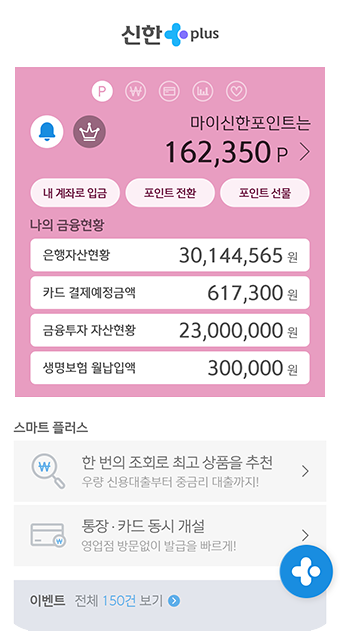 신한 plus
P ₩
마이신한포인트는
162,350 P
내 계좌로 입금 포인트 전환 포인트 선물
나의 금융현황
은행자산현황 30,144,565 원
카드 결제예정금액 617,300 원
금융투자 자산현황 23,000,000 원
생명보험 월납입액 300,000 원
스마트 플러스
₩
한 번의 조회로 최고 상품을 추천
우량 신용대출부터 중금리 대출까지!
₩
통장 · 카드 동시 개설
영업점 방문없이 발급을 빠르게!
이벤트 전체 150건 보기